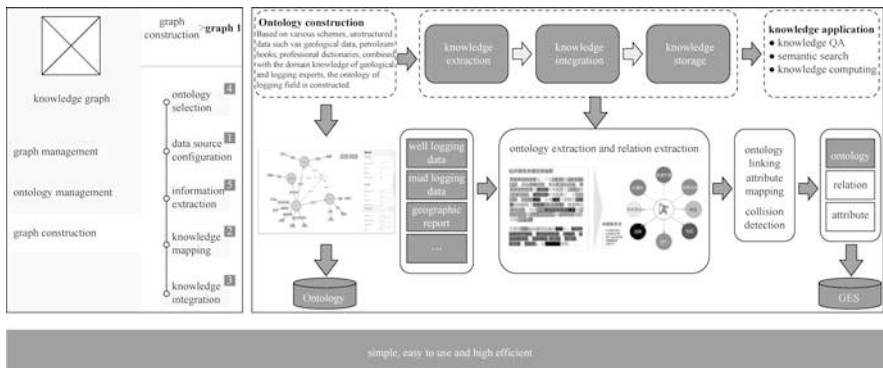 graph
construction
>graph 1
knowledge graph
graph management
ontology management
graph construction
4
ontology
selection
1
data source
configuration
5
information
extraction
2
knowledge
mapping
3
knowledge
integration
Ontology construction
Based on various schemes, unstructured
data such vas geological data, petroleum
books, professional dictionaries, combined
with the domain knowledge of geological
and logging experts, the ontology of
logging field is constructed.
knowledge
extraction
knowledge
integration
knowledge
storage
knowledge application
● knowledge QA
● semantic search
● knowledge computing
Ontology
well logging
data
mud logging
data
geographic
report
...
ontology extraction and relation extraction
ontology
linking
attribute
mapping
collision
detection
ontology
relation
attribute
GES
simple, easy to use and high efficient